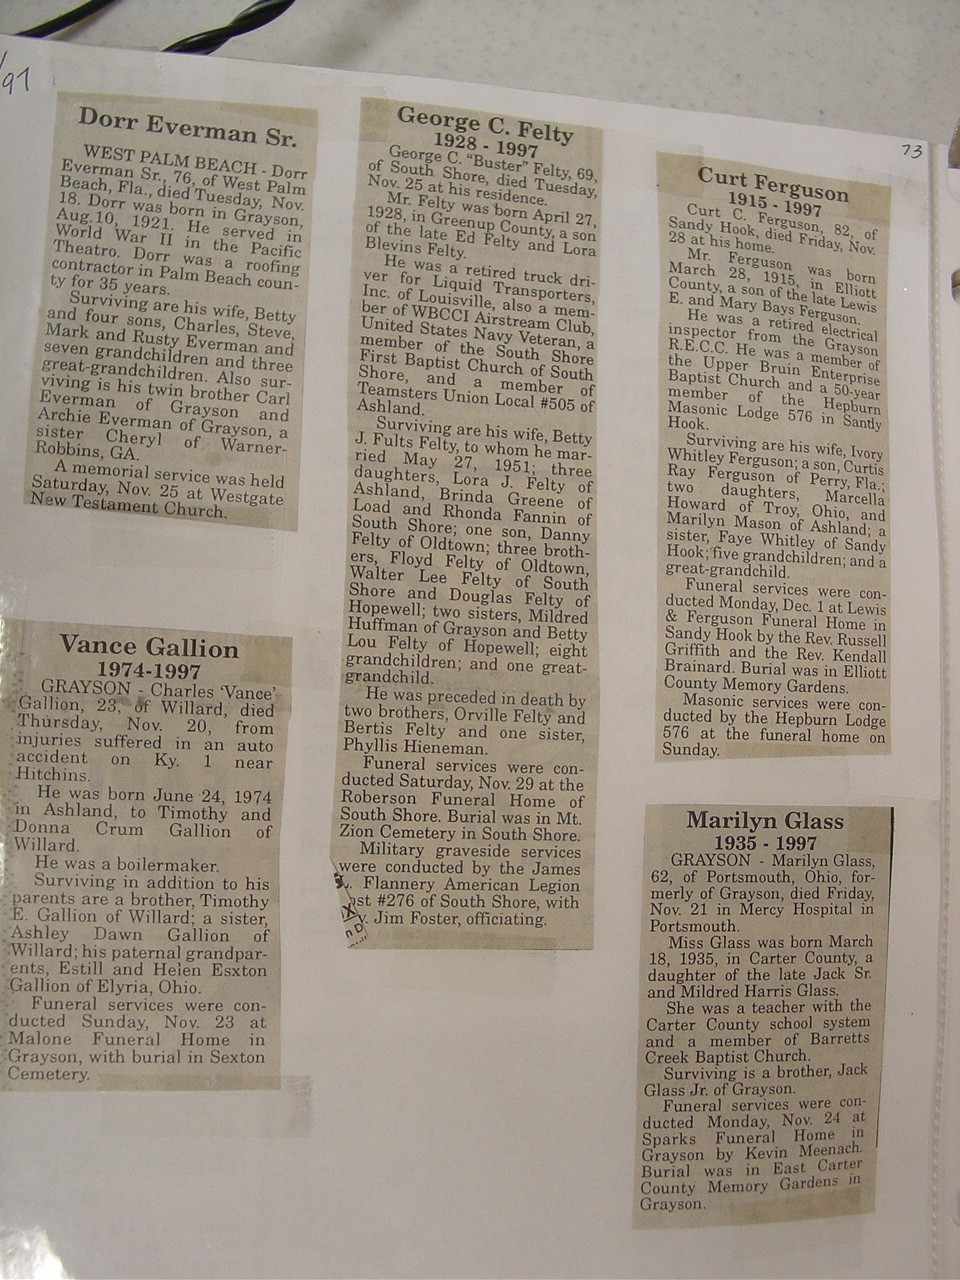 /97
73
Dorr Everman Sr.
WEST PALM BEACH - Dorr
Everman Sr., 76, of West Palm
Beach, Fla., died Tuesday, Nov.
18. Dorr was born in Grayson,
Aug.10, 1921. He served in
World War II in the Pacific
Theatro. Dorr was a roofing
contractor in Palm Beach coun-
ty for 35 years.
Surviving are his wife, Betty
and four sons, Charles, Steve,
Mark and Rusty Everman and
seven grandchildren and three
great-grandchildren. Also sur-
viving is his twin brother Carl
Everman of Grayson and
Archie Everman of Grayson, a
sister Cheryl of Warner-
Robbins, GA.
A memorial service was held
Saturday, Nov. 25 at Westgate
New Testament Church.
Vance Gallion
1974-1997
GRAYSON - Charles 'Vance'
Gallion, 23, of Willard, died
Thursday, Nov. 20, from
injuries suffered in an auto
accident on Ky. 1 near
Hitchins.
He was born June 24, 1974
in Ashland, to Timothy and
Donna Crum Gallion of
Willard.
He was a boilermaker.
Surviving in addition to his
parents are a brother, Timothy
E. Gallion of Willard; a sister,
Ashley Dawn Gallion of
Willard; his paternal grandpar-
ents, Estill and Helen Esxton
Gallion of Elyria, Ohio.
Funeral services were con-
ducted Sunday, Nov. 23 at
Malone Funeral Home in
Grayson, with burial in Sexton
Cemetery.
George C. Felty
1928 - 1997
George C. "Buster" Felty, 69,
of South Shore, died Tuesday,
Nov. 25 at his residence.
Mr. Felty was born April 27,
1928, in Greenup County, a son
of the late Ed Felty and Lora
Blevins Felty.
He was a retired truck dri-
ver for Liquid Transporters,
Inc. of Louisville, also a mem-
ber of WBCCI Airstream Club,
United States Navy Veteran, a
member of the South Shore
First Baptist Church of South
Shore, and a member of
Teamsters Union Local #505 of
Ashland.
Surviving are his wife, Betty
J. Fults Felty, to whom he mar-
ried May 27, 1951; three
daughters, Lora J. Felty of
Ashland, Brinda Greene of
Load and Rhonda Fannin of
South Shore; one son, Danny
Felty of Oldtown; three broth-
ers, Floyd Felty of Oldtown,
Walter Lee Felty of South
Shore and Douglas Felty of
Hopewell; two sisters, Mildred
Huffman of Grayson and Betty
Lou Felty of Hopewell; eight
grandchildren; and one great-
grandchild.
He was preceded in death by
two brothers, Orville Felty and
Bertis Felty and one sister,
Phyllis Hieneman.
Funeral services were con-
ducted Saturday, Nov. 29 at the
Roberson Funeral Home of
South Shore. Burial was in Mt.
Zion Cemetery in South Shore.
Military graveside services
were conducted by the James
. Flannery American Legion
ost #276 of South Shore, with
. Jim Foster, officiating.
Curt Ferguson
1915 - 1997
Curt C. Ferguson, 82, of
Sandy Hook, died Friday, Nov.
28 at his home.
Mr. Ferguson was born
March 28, 1915, in Elliott
County, a son of the late Lewis
E. and Mary Bays Ferguson.
He was a retired electrical
inspector from the Grayson
R.E.C.C. He was a member of
the Upper Bruin Enterprise
Baptist Church and a 50-year
member of the Hepburn
Masonic Lodge 576 in Sandy
Hook.
Surviving are his wife, Ivory
Whitley Ferguson; a son, Curtis
Ray Ferguson of Perry, Fla.;
two daughters, Marcella
Howard of Troy, Ohio, and
Marilyn Mason of Ashland; a
sister, Faye Whitley of Sandy
Hook; five grandchildren; and a
great-grandchild.
Funeral services were con-
ducted Monday, Dec. 1 at Lewis
& Ferguson Funeral Home in
Sandy Hook by the Rev. Russell
Griffith and the Rev. Kendall
Brainard. Burial was in Elliott
County Memory Gardens.
Masonic services were con-
ducted by the Hepburn Lodge
576 at the funeral home on
Sunday.
Marilyn Glass
1935 - 1997
GRAYSON - Marilyn Glass,
62, of Portsmouth, Ohio, for-
merly of Grayson, died Friday,
Nov. 21 in Mercy Hospital in
Portsmouth.
Miss Glass was born March
18, 1935, in Carter County, a
daughter of the late Jack Sr.
and Mildred Harris Glass.
She was a teacher with the
Carter County school system
and a member of Barretts
Creek Baptist Church.
Surviving is a brother, Jack
Glass Jr. of Grayson.
Funeral services were con-
ducted Monday, Nov. 24 at
Sparks Funeral Home in
Grayson by Kevin Meenach.
Burial was in East Carter
County Memory Gardens in
Grayson.